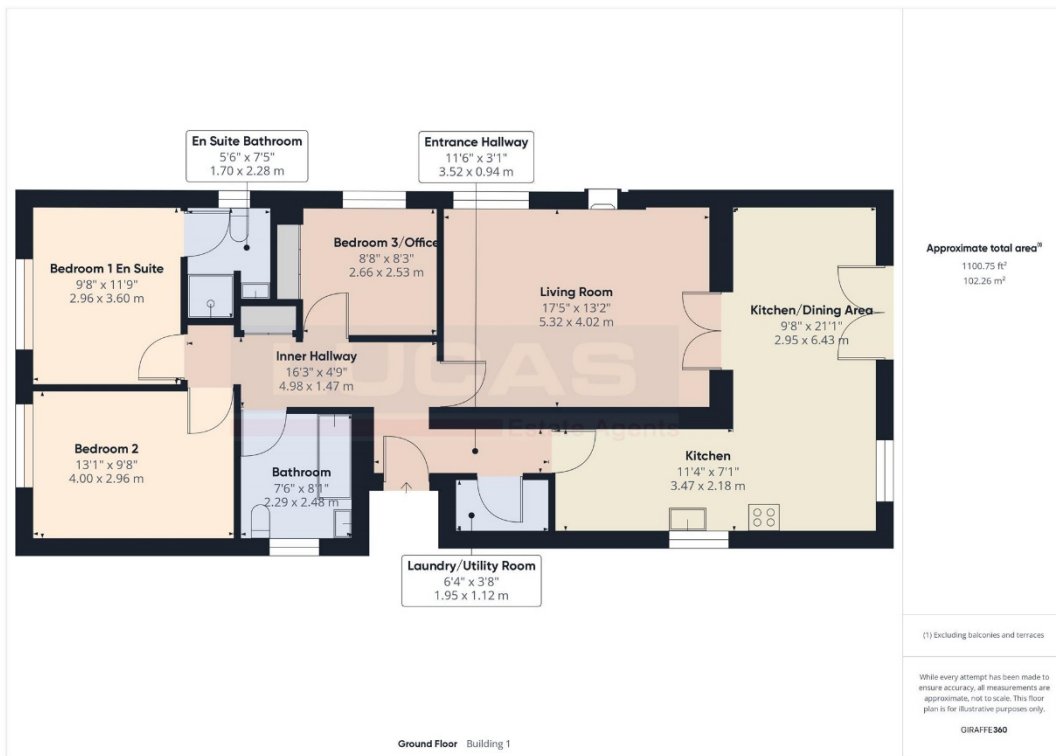 En Suite Bathroom
5'6" x 7'5"
1.70 x 2.28 m
Entrance Hallway
11'6" x 3'1"
3.52 x 0.94 m
Bedroom 1 En Suite
9'8" x 11'9"
2.96 x 3.60 m
Bedroom 3/Office
8'8" x 8'3"
2.66 x 2.53 m
Living Room
17'5" x 13'2"
5.32 x 4.02 m
Kitchen/Dining Area
9'8" x 21'1"
2.95 x 6.43 m
Inner Hallway
16'3" x 4'9"
4.98 x 1.47 m
LUCAS
Estate Agents
Bedroom 2
13'1" x 9'8"
4.00 x 2.96 m
Bathroom
7'6" x 8'1"
2.29 x 2.48 m
Kitchen
11'4" x 7'1"
3.47 x 2.18 m
Laundry/Utility Room
6'4" x 3'8"
1.95 x 1.12 m
Ground Floor Building 1
Approximate total area(1)
1100.75 ft²
102.26 m²
(1) Excluding balconies and terraces
While every attempt has been made to
ensure accuracy, all measurements are
approximate, not to scale. This floor
plan is for illustrative purposes only.
GIRAFFE360